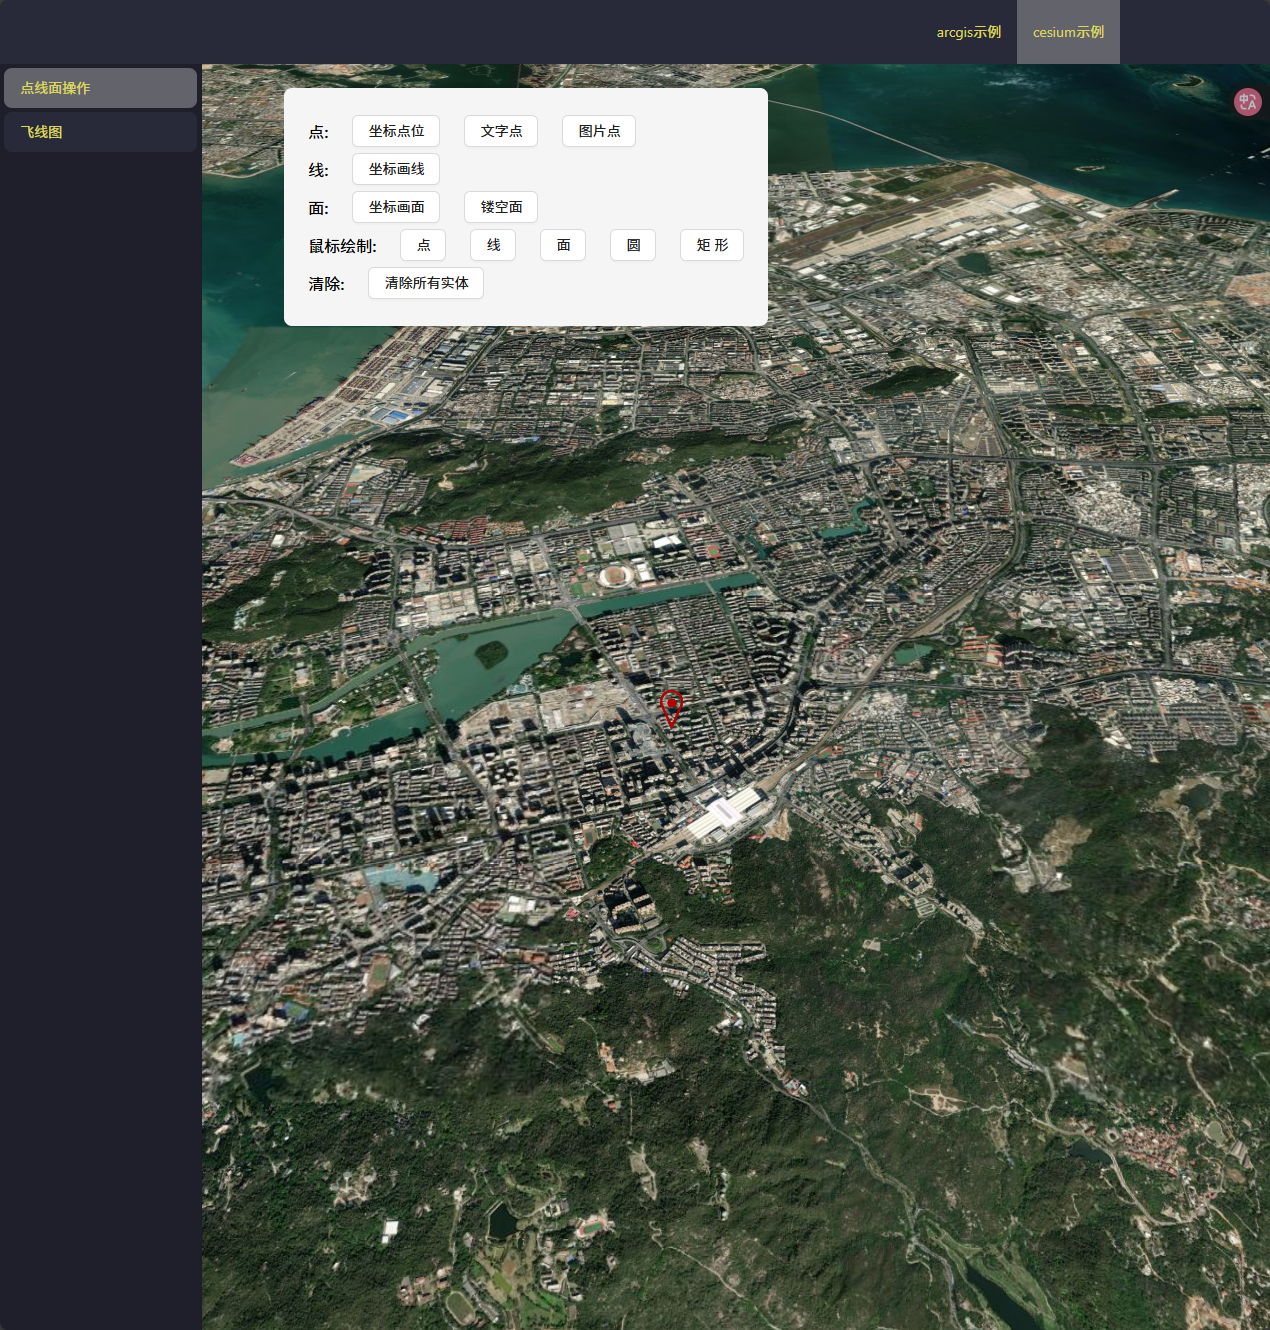 arcgis示例 cesium示例
点线面操作
飞线图
点: 坐标点位 文字点 图片点
线: 坐标画线
面: 坐标画面 镂空面
鼠标绘制: 点 线 面 圆 矩 形
清除: 清除所有实体
中 A